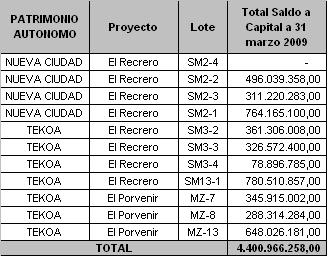 PATRIMONIO AUTONOMO Proyecto Lote Total Saldo a Capital a 31 marzo 2009
NUEVA CIUDAD El Recrero SM2-4 -
NUEVA CIUDAD El Recrero SM2-2 496.039.358,00
NUEVA CIUDAD El Recrero SM2-3 311.220.283,00
NUEVA CIUDAD El Recrero SM2-1 764.165.100,00
TEKOA El Recrero SM3-2 361.306.008,00
TEKOA El Recrero SM3-3 326.572.400,00
TEKOA El Recrero SM3-4 78.896.785,00
TEKOA El Recrero SM13-1 780.510.857,00
TEKOA El Porvenir MZ-7 345.915.002,00
TEKOA El Porvenir MZ-8 288.314.284,00
TEKOA El Porvenir MZ-13 648.026.181,00
TOTAL 4.400.966.258,00